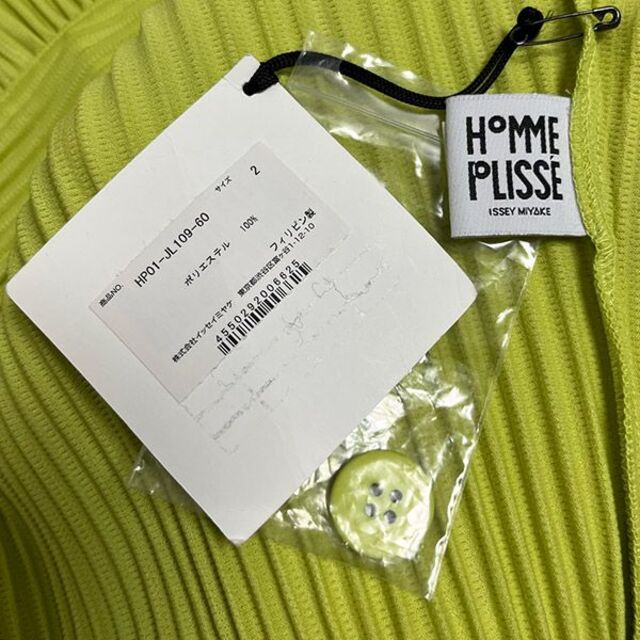 HOMME
PLISSÉ
ISSEY MIYAKE
商品NO.
HP01-JL109-60
サイズ
2
ポリエステル 100%
フィリピン製
株式会社イッセイミヤケ 東京都渋谷区富ヶ谷1-12-10
4550282006625